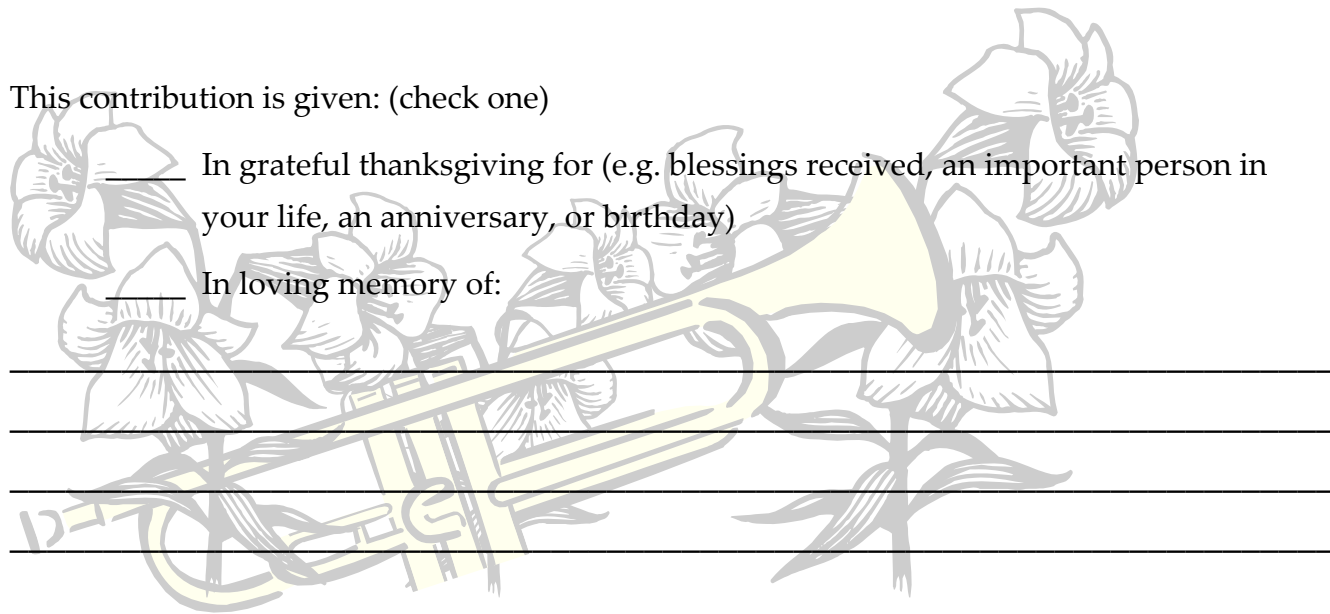 This contribution is given: (check one)
_____ In grateful thanksgiving for (e.g. blessings received, an important person in
your life, an anniversary, or birthday)
_____ In loving memory of: